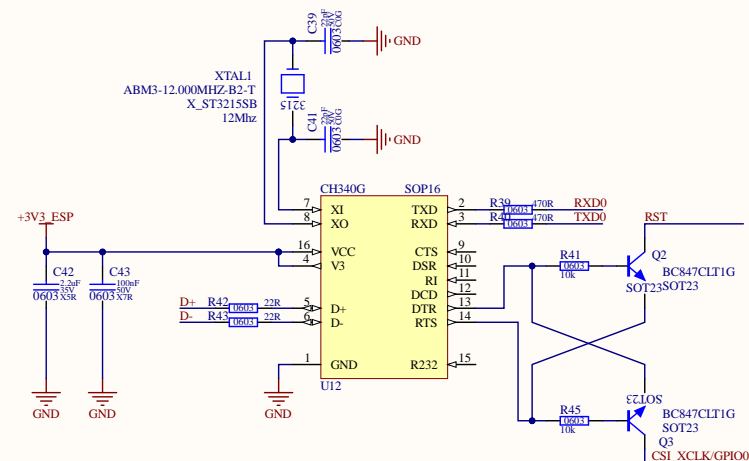 C39
22pF
50V
0603
C0G
GND
XTAL1
ABM3-12.000MHZ-B2-T
X_ST3215SB
12Mhz
3215
C41
22pF
50V
0603
C0G
GND
CH340G SOP16
7 XI TXD 2 R39 0603 470R RXD0
8 XO RXD 3 R40 0603 470R TXD0
+3V3_ESP
RST
16 VCC CTS 9
4 V3 DSR 10
RI 11
DCD 12
R41
0603
10k
Q2
BC847CLT1G
SOT23 SOT23
C42
2.2uF
35V
0603 X5R
C43
100nF
50V
0603 X7R
D+ R42 0603 22R 5 D+ DTR 13
D- R43 0603 22R 6 D- RTS 14
1 GND R232 15
U12
GND
GND
GND
R45
0603
10k
SOT23
BC847CLT1G
SOT23
Q3
CSI_XCLK/GPIO0